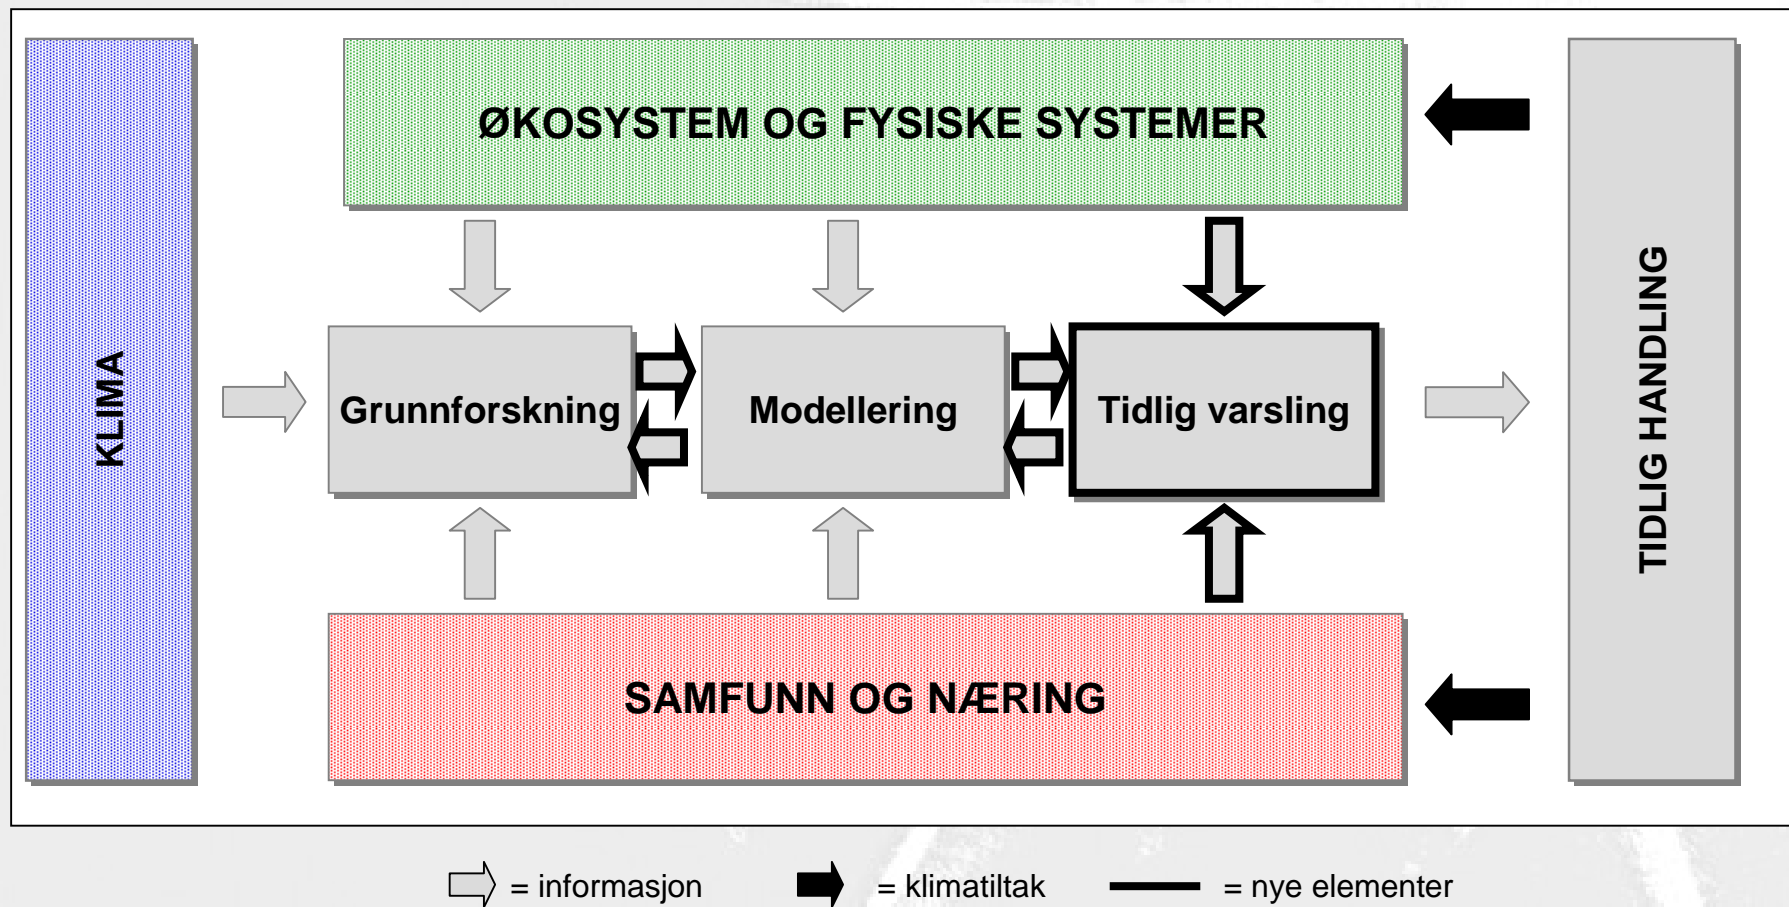 ØKOSYSTEM OG FYSISKE SYSTEMER
KLIMA
Grunnforskning
Modellering
Tidlig varsling
TIDLIG HANDLING
SAMFUNN OG NÆRING
= informasjon
= klimatiltak
= nye elementer